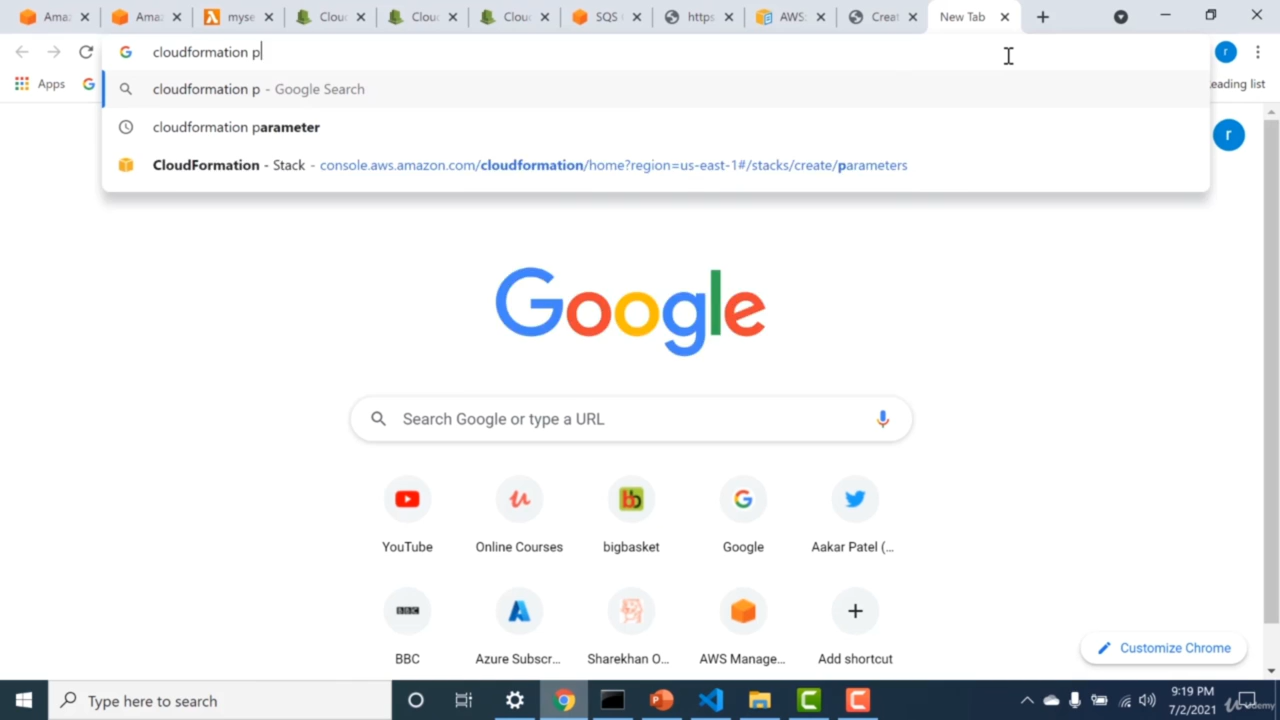 Ama
Ama
myse
Clou
Clou
Clou
SQS
https
AWS
Creat
New Tab
cloudformation p
Apps
eading list
r
cloudformation p - Google Search
cloudformation parameter
CloudFormation - Stack - console.aws.amazon.com/cloudformation/home?region=us-east-1#/stacks/create/parameters
r
Google
Search Google or type a URL
YouTube
Online Courses
bigbasket
Google
Aakar Patel (...
BBC
Azure Subscr...
Sharekhan O...
AWS Manage...
Add shortcut
Customize Chrome
Type here to search
9:19 PM
7/2/2021
Udemy